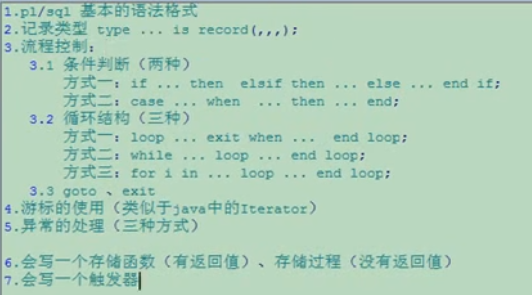 1.pl/sql 基本的语法格式
2.记录类型 type ... is record(,,,);
3.流程控制:
3.1 条件判断（两种）
方式一：if ... then elsif then ... else ... end if;
方式二：case ... when ... then ... end;
3.2 循环结构（三种）
方式一：loop ... exit when ... end loop;
方式二：while ... loop ... end loop;
方式三：for i in ... loop ... end loop;
3.3 goto 、exit
4.游标的使用（类似于java中的Iterator）
5.异常的处理（三种方式）
6.会写一个存储函数（有返回值）、存储过程（没有返回值）
7.会写一个触发器